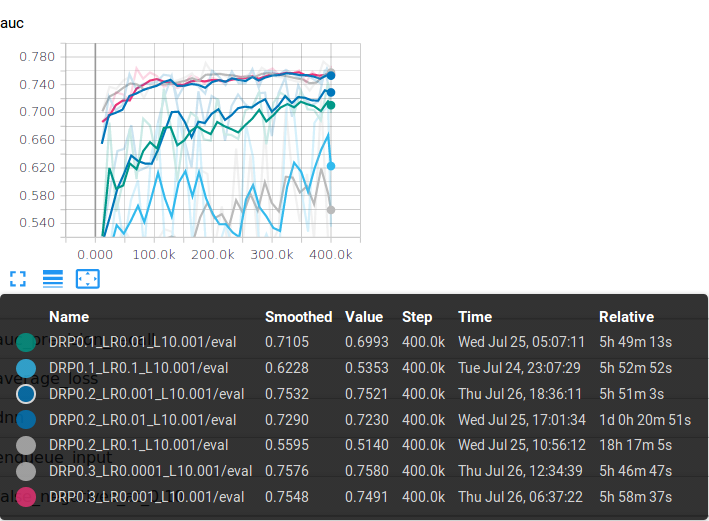 auc
0.780
0.740
0.700
0.660
0.620
0.580
0.540
0.000 100.0k 200.0k 300.0k 400.0k
Name Smoothed Value Step Time Relative
DRP0.1_LR0.01_L10.001/eval 0.7105 0.6993 400.0k Wed Jul 25, 05:07:11 5h 49m 13s
DRP0.1_LR0.1_L10.001/eval 0.6228 0.5353 400.0k Tue Jul 24, 23:07:29 5h 52m 52s
DRP0.2_LR0.001_L10.001/eval 0.7532 0.7521 400.0k Thu Jul 26, 18:36:11 5h 51m 3s
DRP0.2_LR0.01_L10.001/eval 0.7290 0.7230 400.0k Wed Jul 25, 17:01:34 1d 0h 20m 51s
DRP0.2_LR0.1_L10.001/eval 0.5595 0.5140 400.0k Wed Jul 25, 10:56:12 18h 17m 5s
DRP0.3_LR0.0001_L10.001/eval 0.7576 0.7580 400.0k Thu Jul 26, 12:34:39 5h 46m 47s
DRP0.3_LR0.001_L10.001/eval 0.7548 0.7491 400.0k Thu Jul 26, 06:37:22 5h 58m 37s
average_loss
enqueue_input